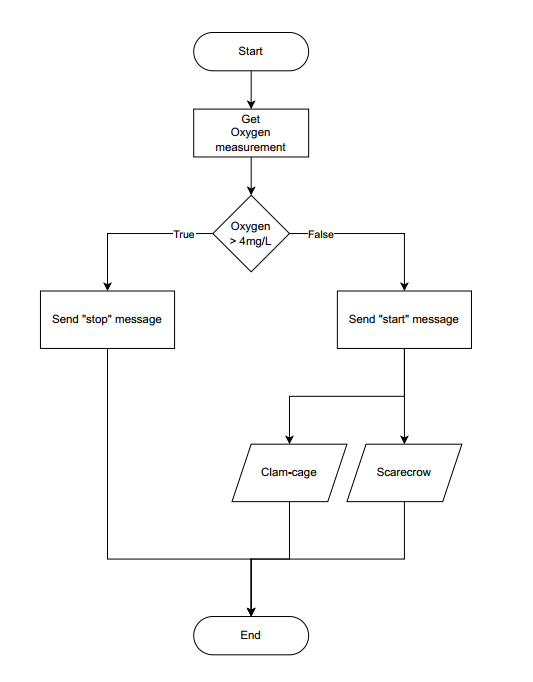 Start
Get
Oxygen
measurement
Oxygen
> 4mg/L
True
False
Send "stop" message
Send "start" message
Clam-cage
Scarecrow
End